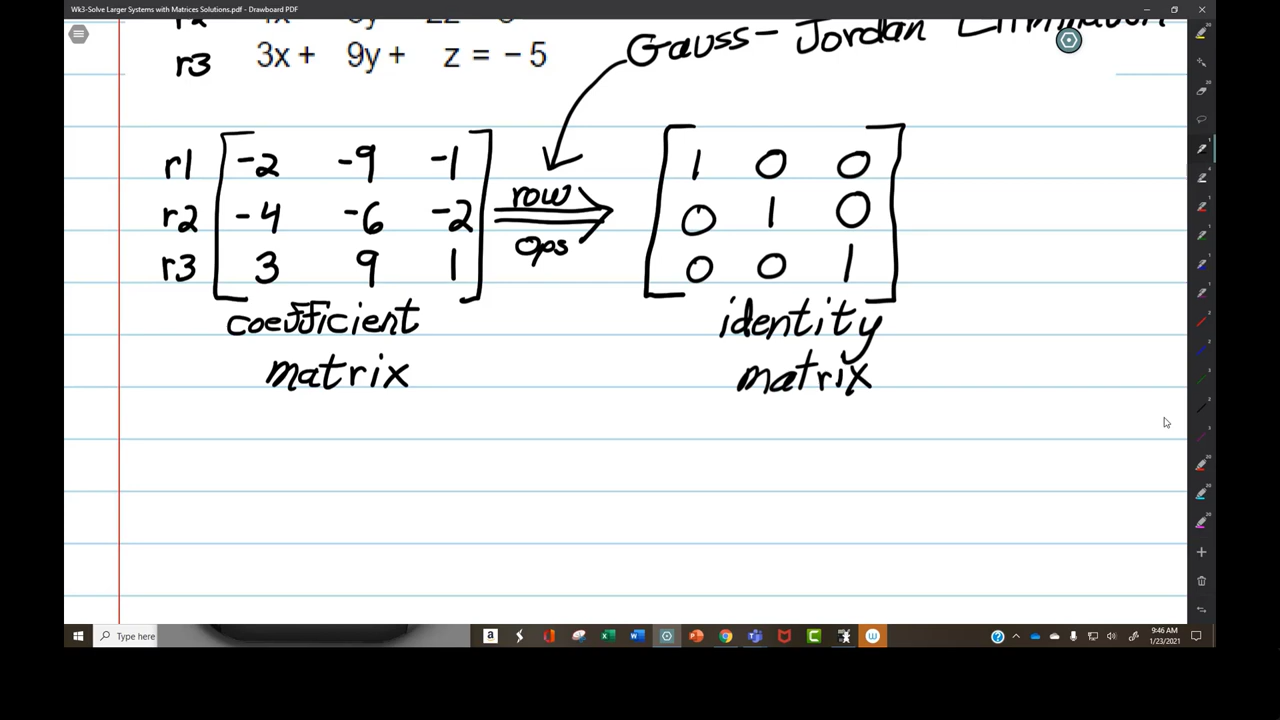 Wk3-Solve Larger Systems with Matrices Solutions.pdf - Drawboard PDF
r3 3x + 9y + z = - 5
Gauss-Jordan Elimination
r1 -2 -9 -1
r2 -4 -6 -2
r3 3 9 1
row
ops
1 0 0
0 1 0
0 0 1
coefficient
matrix
identity
matrix
Type here
9:46 AM
1/23/2021